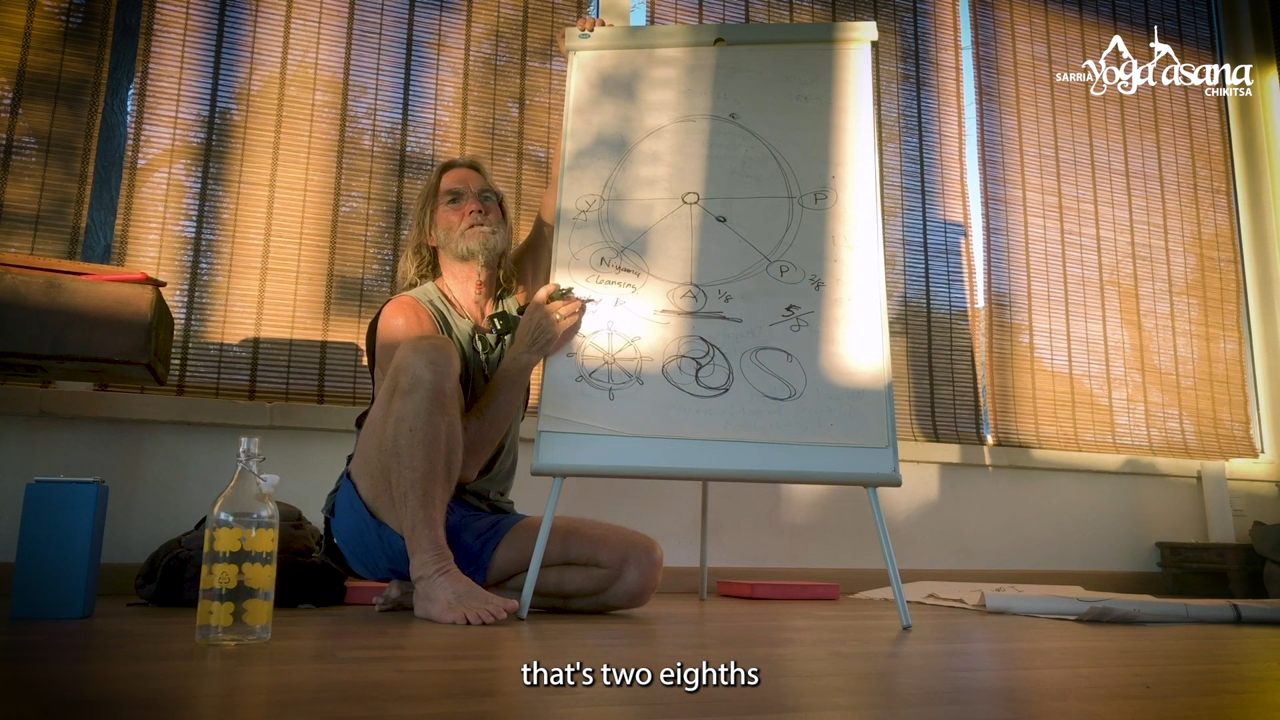 SARRIA yoga asana
CHIKITSA
Y
P
Niyama
Cleansing
P
2/8
A
1/8
5/8
that's two eighths